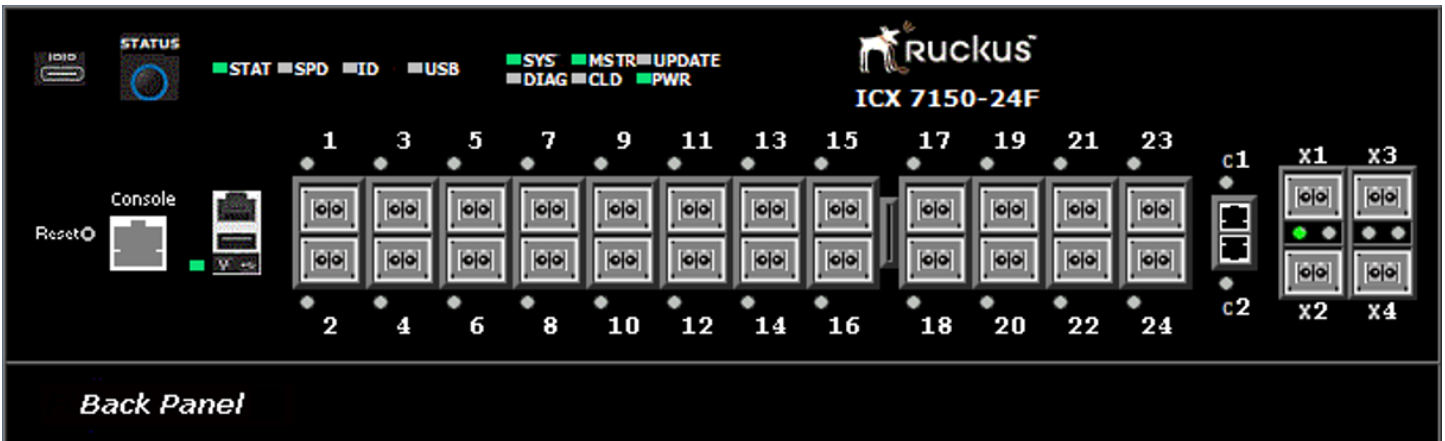 IOIO
STATUS
STAT SPD ID USB
SYS MSTR UPDATE
DIAG CLD PWR
Ruckus™
ICX 7150-24F
1 3 5 7 9 11 13 15 17 19 21 23
C1 X1 X3
Console
Reset
2 4 6 8 10 12 14 16 18 20 22 24
C2 X2 X4
Back Panel